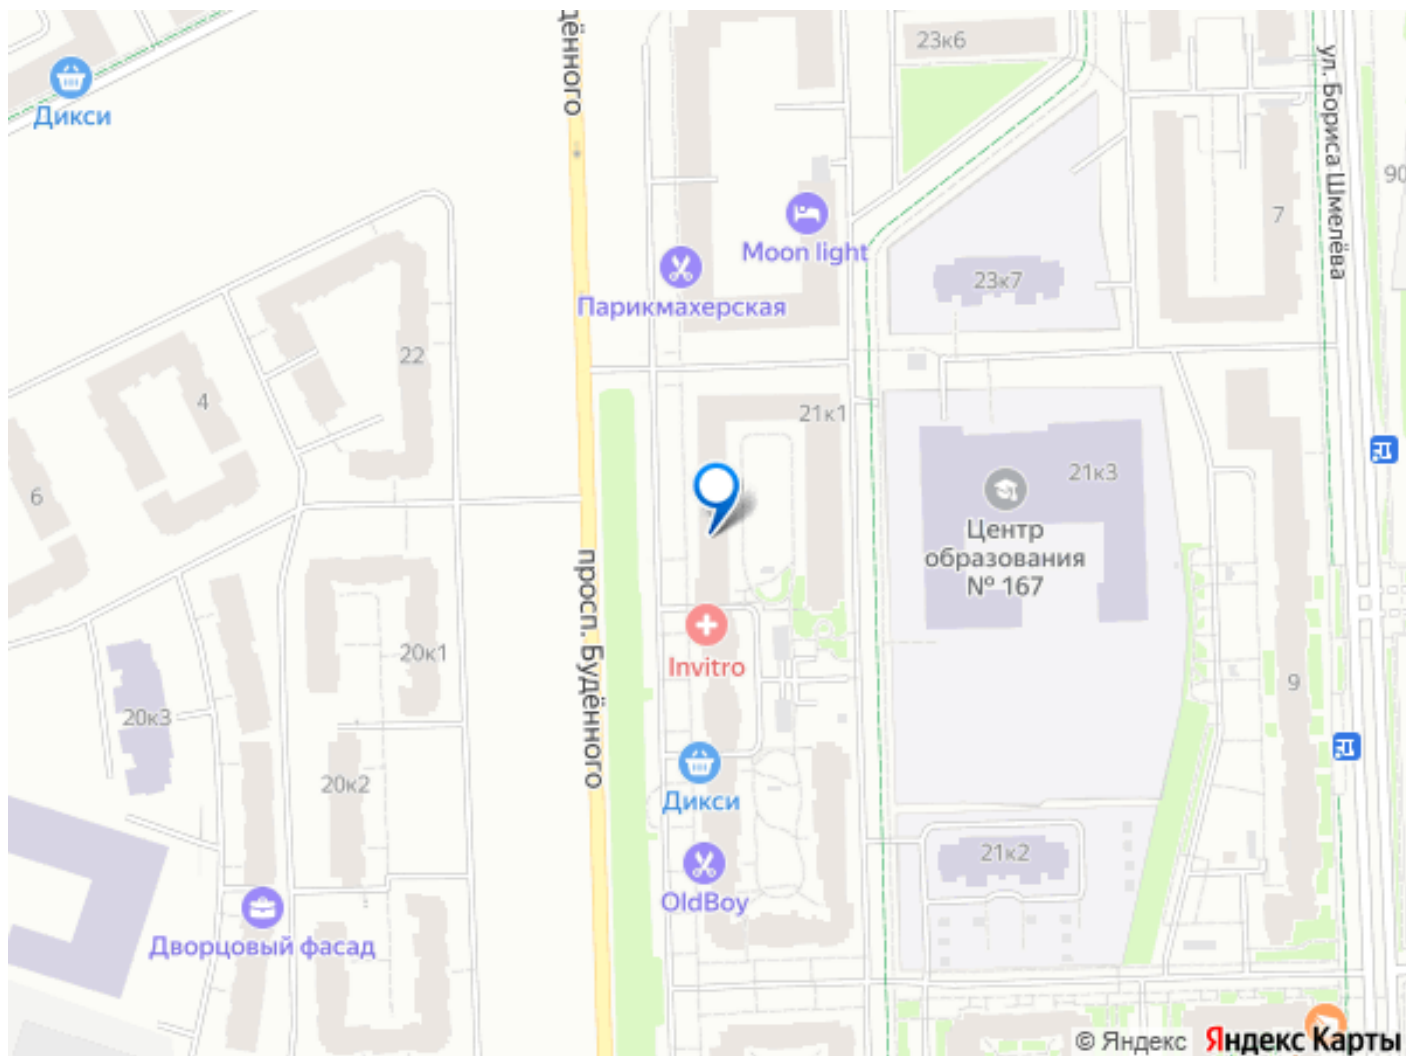 дённого
23к6
ул. Бориса Шмелёва
Дикси
90
7
Moon light
23к7
Парикмахерская
22
4
21к1
6
21к3
Центр
образования
№ 167
просп. Будённого
Invitro
20к1
9
20к3
20к2
Дикси
21к2
OldBoy
Дворцовый фасад
© Яндекс Яндекс Карты